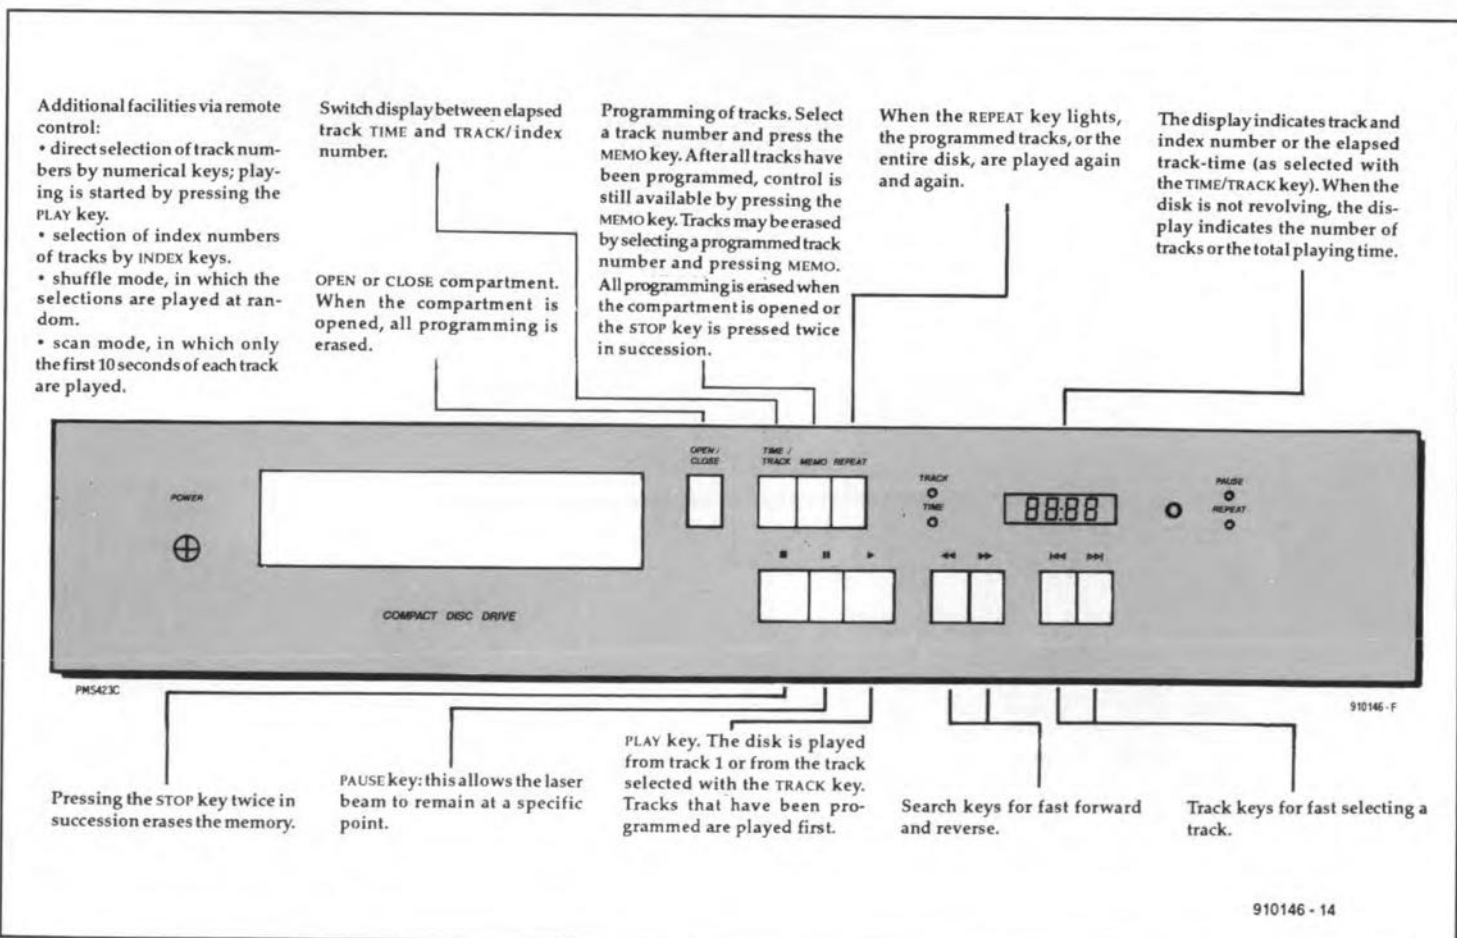 Additional facilities via remote
control:
• direct selection of track num-
bers by numerical keys; play-
ing is started by pressing the
PLAY key.
• selection of index numbers
of tracks by INDEX keys.
• shuffle mode, in which the
selections are played at ran-
dom.
• scan mode, in which only
the first 10 seconds of each track
are played.
Switch display between elapsed
track TIME and TRACK/index
number.
OPEN or CLOSE compartment.
When the compartment is
opened, all programming is
erased.
Programming of tracks. Select
a track number and press the
MEMO key. After all tracks have
been programmed, control is
still available by pressing the
MEMO key. Tracks may be erased
by selecting a programmed track
number and pressing MEMO.
All programming is erased when
the compartment is opened or
the STOP key is pressed twice
in succession.
When the REPEAT key lights,
the programmed tracks, or the
entire disk, are played again
and again.
The display indicates track and
index number or the elapsed
track-time (as selected with
the TIME/TRACK key). When the
disk is not revolving, the dis-
play indicates the number of
tracks or the total playing time.
POWER
COMPACT DISC DRIVE
OPEN /
CLOSE
TIME /
TRACK MEMO REPEAT
TRACK
TIME
88:88
PAUSE
REPEAT
PM5423C
910146 - F
Pressing the STOP key twice in
succession erases the memory.
PAUSE key: this allows the laser
beam to remain at a specific
point.
PLAY key. The disk is played
from track 1 or from the track
selected with the TRACK key.
Tracks that have been pro-
grammed are played first.
Search keys for fast forward
and reverse.
Track keys for fast selecting a
track.
910146 - 14